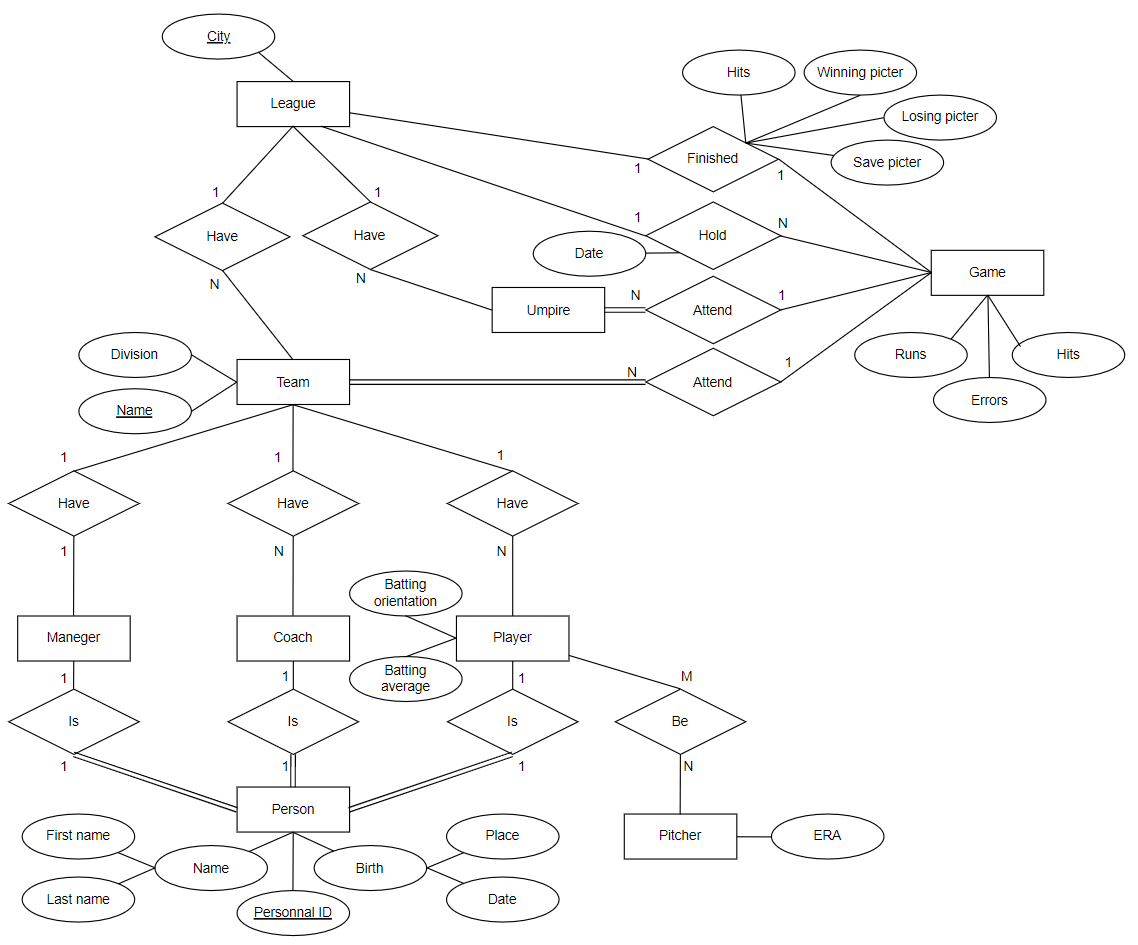 City
League
Hits
Winning picter
Losing picter
Save picter
Finished
1
1
1
1
Have
Have
N
N
1
Hold
N
Date
Game
Umpire
N
Attend
1
Runs
Hits
Errors
Division
Name
Team
N
Attend
1
1
1
1
Have
Have
Have
1
N
N
Batting
orientation
Maneger
Coach
Player
Batting
average
1
1
1
M
Is
Is
Is
Be
1
1
1
N
Person
Pitcher
ERA
First name
Last name
Name
Birth
Place
Date
Personnal ID